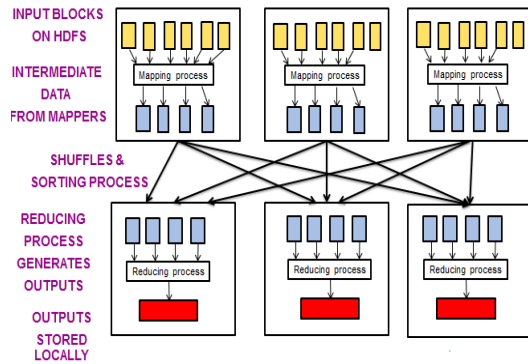 INPUT BLOCKS
ON HDFS
Mapping process
Mapping process
Mapping process
INTERMEDIATE
DATA
FROM MAPPERS
SHUFFLES &
SORTING PROCESS
REDUCING
PROCESS
GENERATES
OUTPUTS
Reducing process
Reducing process
Reducing process
OUTPUTS
STORED
LOCALLY